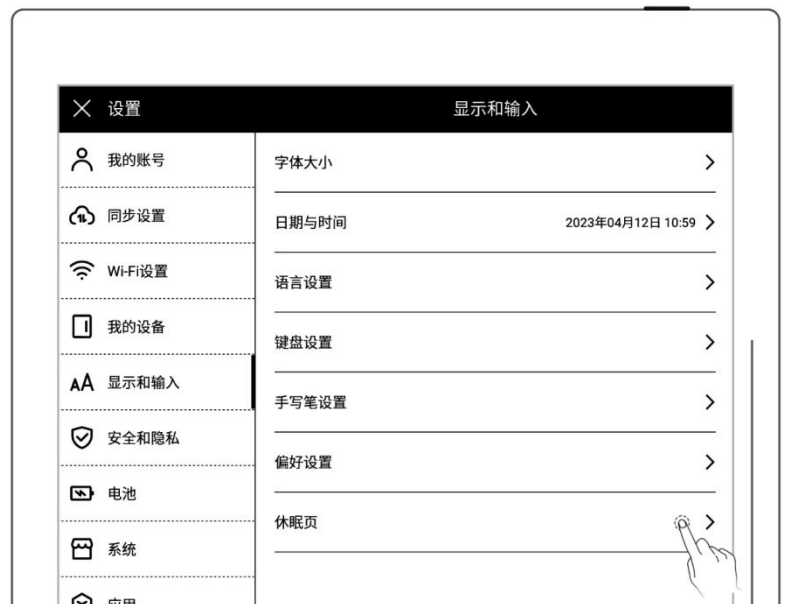 设置
显示和输入
我的账号
同步设置
Wi-Fi设置
我的设备
AA 显示和输入
安全和隐私
电池
系统
应用
字体大小
日期与时间 2023年04月12日 10:59
语言设置
键盘设置
手写笔设置
偏好设置
休眠页